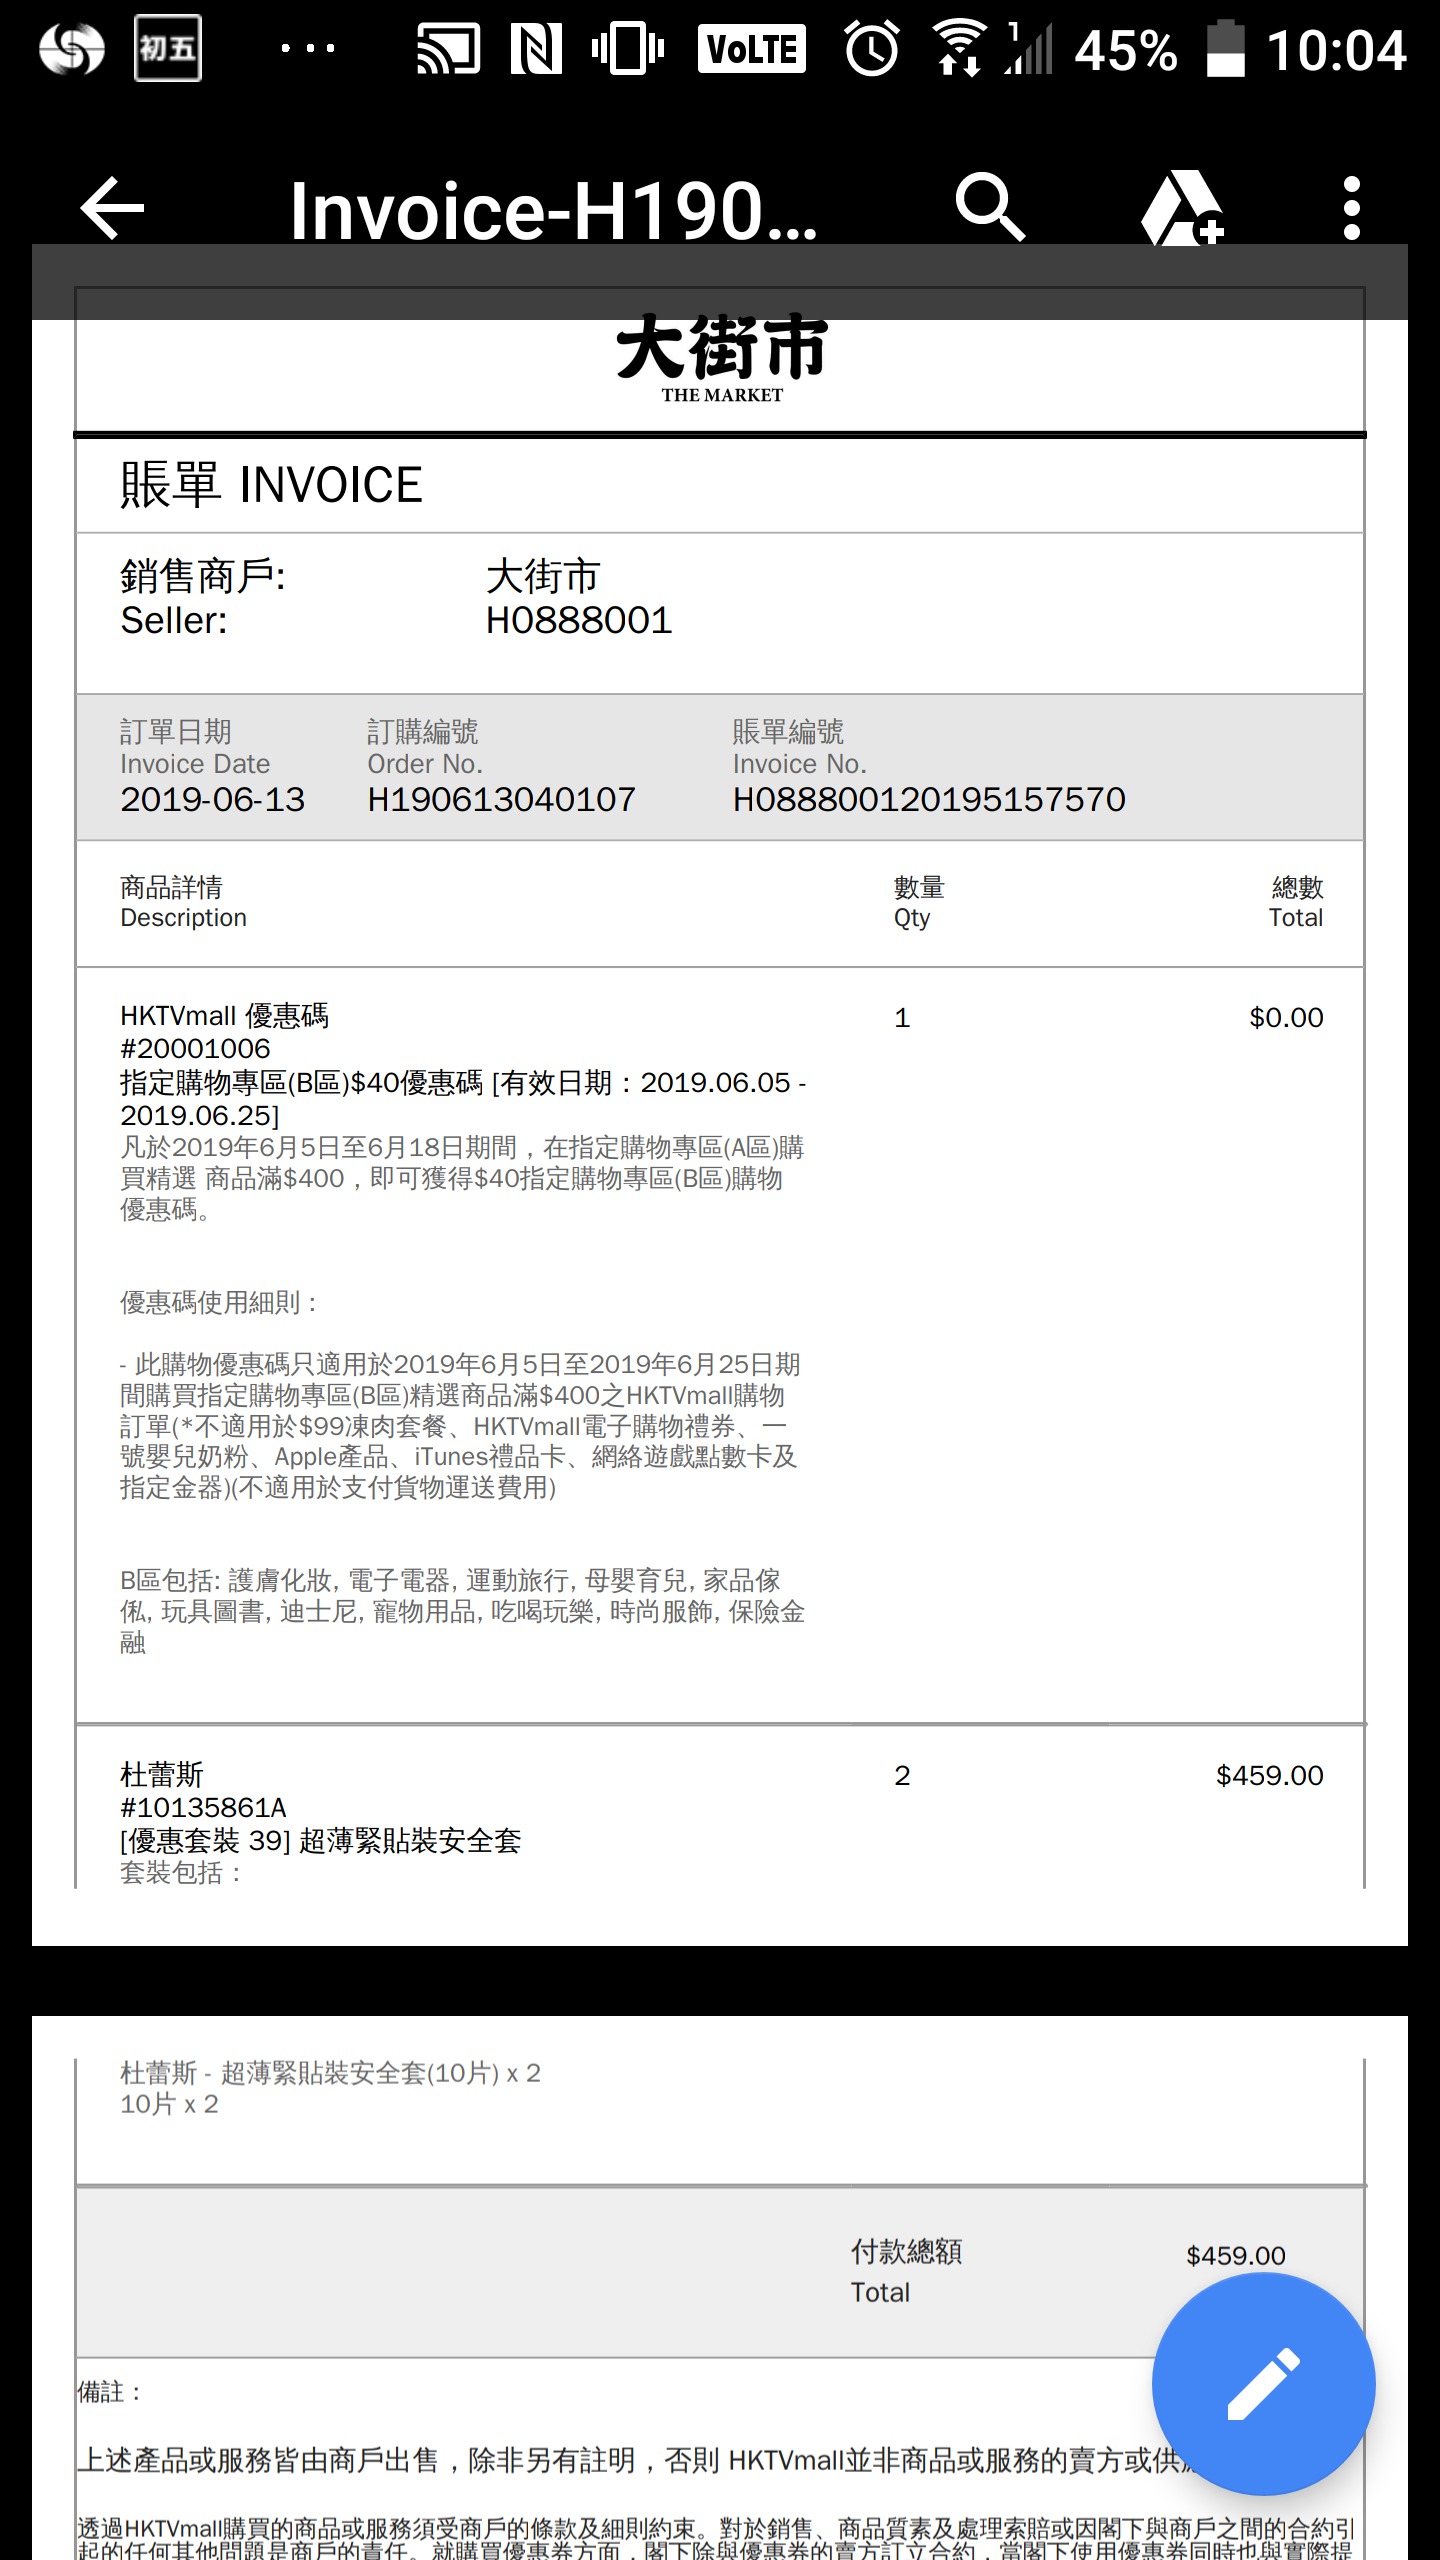 初五 ... VoLTE 1 45% 10:04
Invoice-H190...
大街市
THE MARKET
賬單 INVOICE
銷售商戶: 大街市
Seller: H0888001
訂單日期 訂購編號 賬單編號
Invoice Date Order No. Invoice No.
2019-06-13 H190613040107 H088800120195157570
商品詳情 數量 總數
Description Qty Total
HKTVmall 優惠碼 1 $0.00
#20001006
指定購物專區(B區)$40優惠碼 [有效日期：2019.06.05 -
2019.06.25]
凡於2019年6月5日至6月18日期間，在指定購物專區(A區)購
買精選 商品滿$400，即可獲得$40指定購物專區(B區)購物
優惠碼。
優惠碼使用細則：
- 此購物優惠碼只適用於2019年6月5日至2019年6月25日期
間購買指定購物專區(B區)精選商品滿$400之HKTVmall購物
訂單(*不適用於$99凍肉套餐、HKTVmall電子購物禮券、一
號嬰兒奶粉、Apple產品、iTunes禮品卡、網絡遊戲點數卡及
指定金器)(不適用於支付貨物運送費用)
B區包括: 護膚化妝, 電子電器, 運動旅行, 母嬰育兒, 家品傢
俬, 玩具圖書, 迪士尼, 寵物用品, 吃喝玩樂, 時尚服飾, 保險金
融
杜蕾斯 2 $459.00
#10135861A
[優惠套裝 39] 超薄緊貼裝安全套
套裝包括：
杜蕾斯 - 超薄緊貼裝安全套(10片) x 2
10片 x 2
付款總額 $459.00
Total
備註：
上述產品或服務皆由商戶出售，除非另有註明，否則 HKTVmall並非商品或服務的賣方或供
透過HKTVmall購買的商品或服務須受商戶的條款及細則約束。對於銷售、商品質素及處理索賠或因閣下與商戶之間的合約引
起的任何其他問題是商戶的責任。就購買優惠券方面，閣下除與優惠券的賣方訂立合約，當閣下使用優惠券同時也與實際提